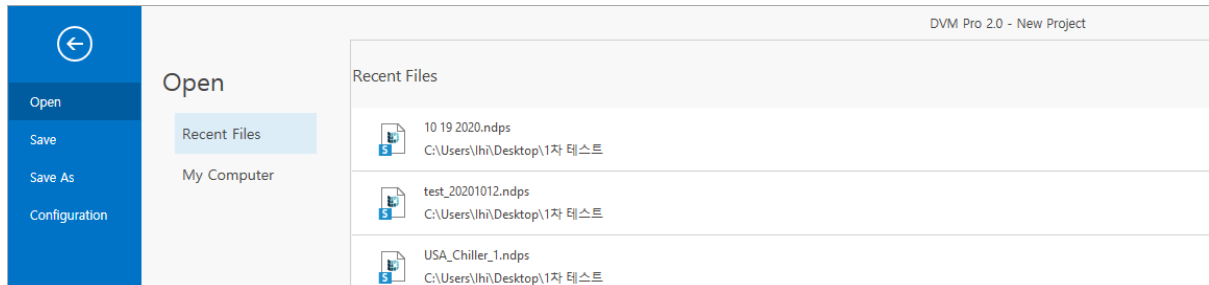 DVM Pro 2.0 - New Project
Open
Save
Save As
Configuration
Open
Recent Files
My Computer
Recent Files
10 19 2020.ndps
C:\Users\lhi\Desktop\1차 테스트
test_20201012.ndps
C:\Users\lhi\Desktop\1차 테스트
USA_Chiller_1.ndps
C:\Users\lhi\Desktop\1차 테스트